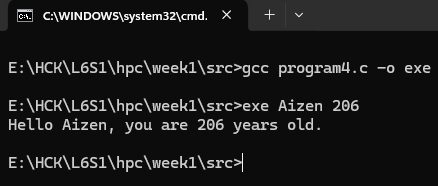 C:\WINDOWS\system32\cmd.
E:\HCK\L6S1\hpc\week1\src>gcc program4.c -o exe
E:\HCK\L6S1\hpc\week1\src>exe Aizen 206
Hello Aizen, you are 206 years old.
E:\HCK\L6S1\hpc\week1\src>